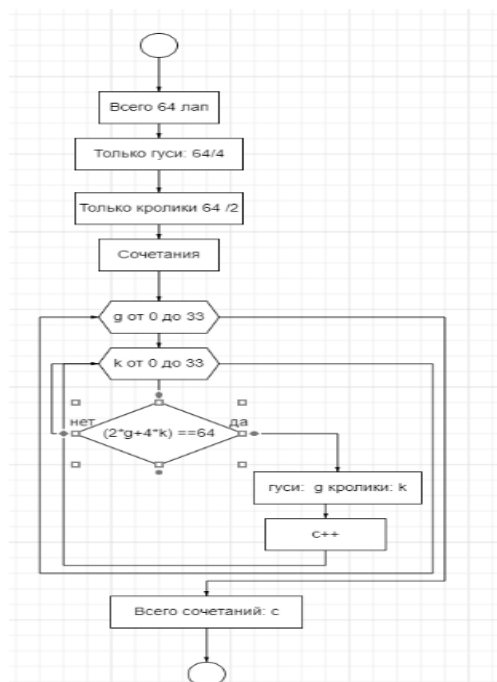 Всего 64 лап
Только гуси: 64/4
Только кролики 64 /2
Сочетания
g от 0 до 33
k от 0 до 33
нет
да
(2*g+4*k) ==64
гуси: g кролики: k
c++
Всего сочетаний: c